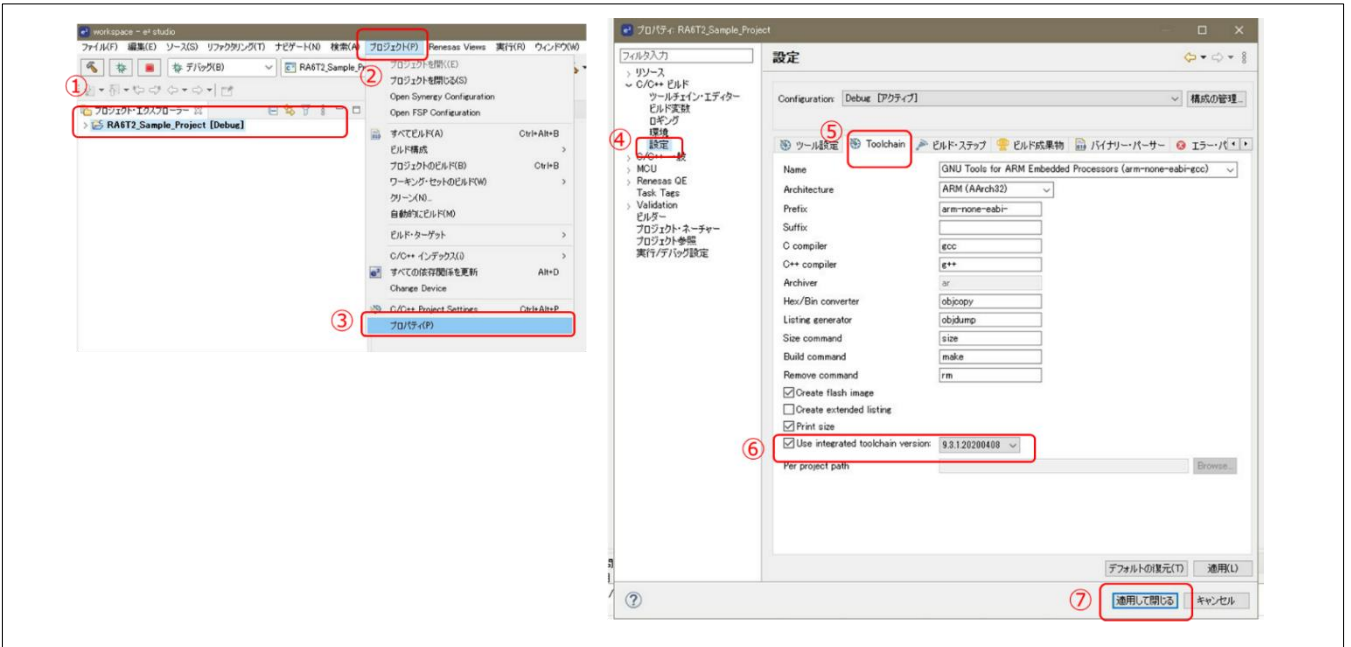 workspace - e² studio
ファイル(F) 編集(E) ソース(S) リファクタリング(T) ナビゲート(N) 検索(A) プロジェクト(P) Renesas Views 実行(R) ウィンドウ(W)
デバッグ(B) RA6T2_Sample_P
①
②
プロジェクト・エクスプローラー
RA6T2_Sample_Project [Debug]
プロジェクトを開く(E)
プロジェクトを閉じる(S)
Open Synergy Configuration
Open FSP Configuration
すべてビルド(A) Ctrl+Alt+B
ビルド構成
プロジェクトのビルド(B) Ctrl+B
ワーキング・セットのビルド(W)
クリーン(N)...
自動的にビルド(M)
ビルド・ターゲット
C/C++ インデックス(I)
すべての依存関係を更新 Alt+D
Change Device
C/C++ Project Settings Ctrl+Alt+P
③ プロパティ(P)
プロパティ: RA6T2_Sample_Project
フィルタ入力
リソース
C/C++ ビルド
ツールチェイン・エディター
ビルド変数
ロギング
環境
④ 設定
C/C++ 一般
MCU
Renesas QE
Task Tags
Validation
ビルダー
プロジェクト・ネーチャー
プロジェクト参照
実行/デバッグ設定
設定
Configuration: Debug [アクティブ] 構成の管理...
⑤
ツール設定 Toolchain ビルド・ステップ ビルド成果物 バイナリー・パーサー エラー・パ
Name GNU Tools for ARM Embedded Processors (arm-none-eabi-gcc)
Architecture ARM (AArch32)
Prefix arm-none-eabi-
Suffix
C compiler gcc
C++ compiler g++
Archiver ar
Hex/Bin converter objcopy
Listing generator objdump
Size command size
Build command make
Remove command rm
Create flash image
Create extended listing
Print size
⑥ Use integrated toolchain version: 9.3.1.20200408
Per project path Browse...
デフォルトの復元(T) 適用(L)
⑦ 適用して閉じる キャンセル